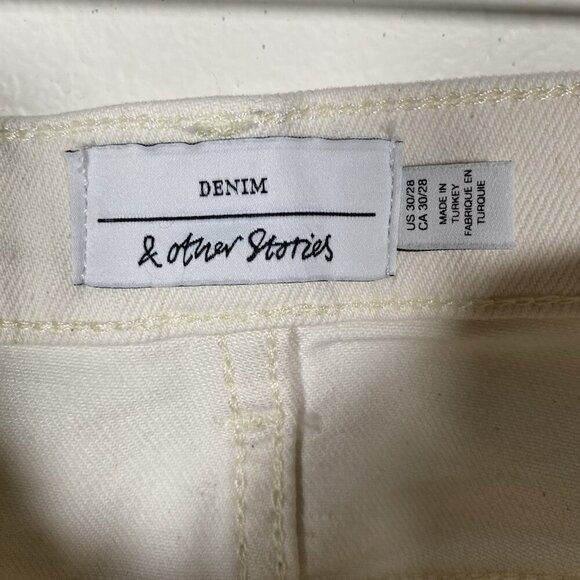 DENIM
& other Stories
US 30/28
CA 30/28
MADE IN
TURKEY
FABRIQUE EN
TURQUIE